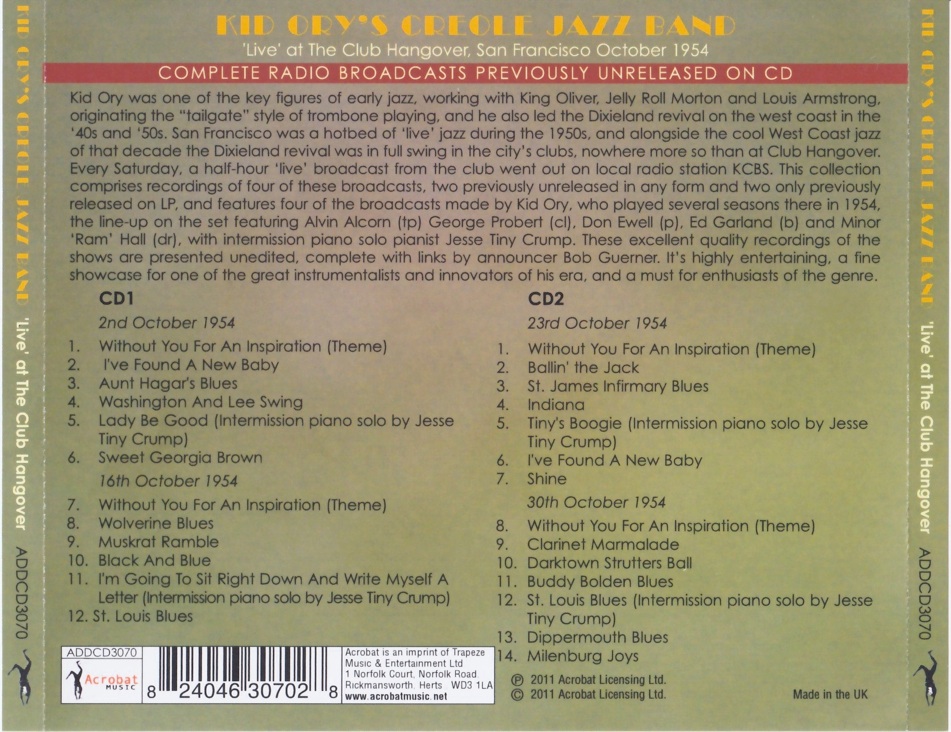 KID ORY'S CREOLE JAZZ BAND
'Live' at The Club Hangover, San Francisco October 1954
COMPLETE RADIO BROADCASTS PREVIOUSLY UNRELEASED ON CD
Kid Ory was one of the key figures of early jazz, working with King Oliver, Jelly Roll Morton and Louis Armstrong,
originating the “tailgate” style of trombone playing, and he also led the Dixieland revival on the west coast in the
‘40s and ‘50s. San Francisco was a hotbed of ‘live’ jazz during the 1950s, and alongside the cool West Coast jazz
of that decade the Dixieland revival was in full swing in the city’s clubs, nowhere more so than at Club Hangover.
Every Saturday, a half-hour ‘live’ broadcast from the club went out on local radio station KCBS. This collection
comprises recordings of four of these broadcasts, two previously unreleased in any form and two only previously
released on LP, and features four of the broadcasts made by Kid Ory, who played several seasons there in 1954,
the line-up on the set featuring Alvin Alcorn (tp) George Probert (cl), Don Ewell (p), Ed Garland (b) and Minor
‘Ram’ Hall (dr), with intermission piano solo pianist Jesse Tiny Crump. These excellent quality recordings of the
shows are presented unedited, complete with links by announcer Bob Guerner. It’s highly entertaining, a fine
showcase for one of the great instrumentalists and innovators of his era, and a must for enthusiasts of the genre.
CD1
2nd October 1954
1. Without You For An Inspiration (Theme)
2. I've Found A New Baby
3. Aunt Hagar's Blues
4. Washington And Lee Swing
5. Lady Be Good (Intermission piano solo by Jesse
Tiny Crump)
6. Sweet Georgia Brown
16th October 1954
7. Without You For An Inspiration (Theme)
8. Wolverine Blues
9. Muskrat Ramble
10. Black And Blue
11. I'm Going To Sit Right Down And Write Myself A
Letter (Intermission piano solo by Jesse Tiny Crump)
12. St. Louis Blues
CD2
23rd October 1954
1. Without You For An Inspiration (Theme)
2. Ballin' the Jack
3. St. James Infirmary Blues
4. Indiana
5. Tiny's Boogie (Intermission piano solo by Jesse
Tiny Crump)
6. I've Found A New Baby
7. Shine
30th October 1954
8. Without You For An Inspiration (Theme)
9. Clarinet Marmalade
10. Darktown Strutters Ball
11. Buddy Bolden Blues
12. St. Louis Blues (Intermission piano solo by Jesse
Tiny Crump)
13. Dippermouth Blues
14. Milenburg Joys
ADDCD3070
Acrobat
MUSIC
8 24046 30702 8
Acrobat is an imprint of Trapeze
Music & Entertainment Ltd
1 Norfolk Court, Norfolk Road.
Rickmansworth. Herts WD3 1LA
www.acrobatmusic.net
℗ 2011 Acrobat Licensing Ltd.
© 2011 Acrobat Licensing Ltd.
Made in the UK
KID ORY'S CREOLE JAZZ BAND 'Live' at The Club Hangover ADDCD3070
KID ORY'S CREOLE JAZZ BAND 'Live' at The Club Hangover ADDCD3070